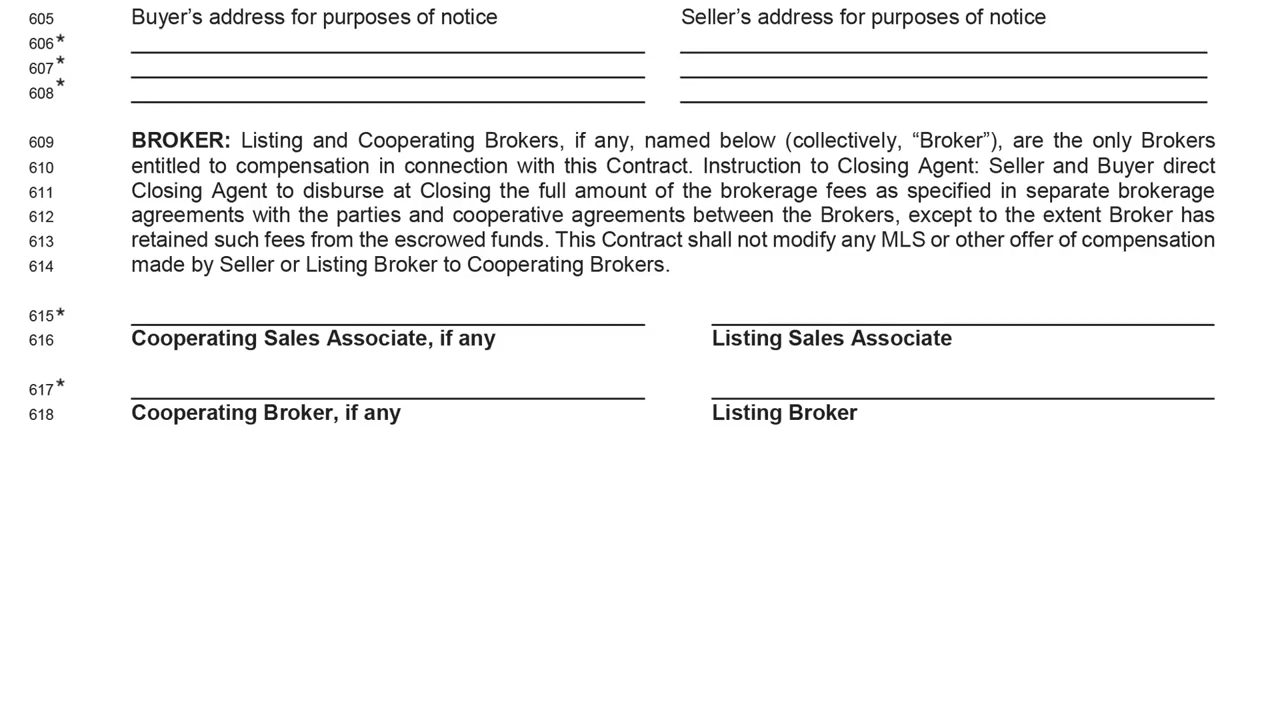 605 Buyer’s address for purposes of notice Seller’s address for purposes of notice
606*
607*
608*
609 BROKER: Listing and Cooperating Brokers, if any, named below (collectively, “Broker”), are the only Brokers
610 entitled to compensation in connection with this Contract. Instruction to Closing Agent: Seller and Buyer direct
611 Closing Agent to disburse at Closing the full amount of the brokerage fees as specified in separate brokerage
612 agreements with the parties and cooperative agreements between the Brokers, except to the extent Broker has
613 retained such fees from the escrowed funds. This Contract shall not modify any MLS or other offer of compensation
614 made by Seller or Listing Broker to Cooperating Brokers.
615*
616 Cooperating Sales Associate, if any Listing Sales Associate
617*
618 Cooperating Broker, if any Listing Broker